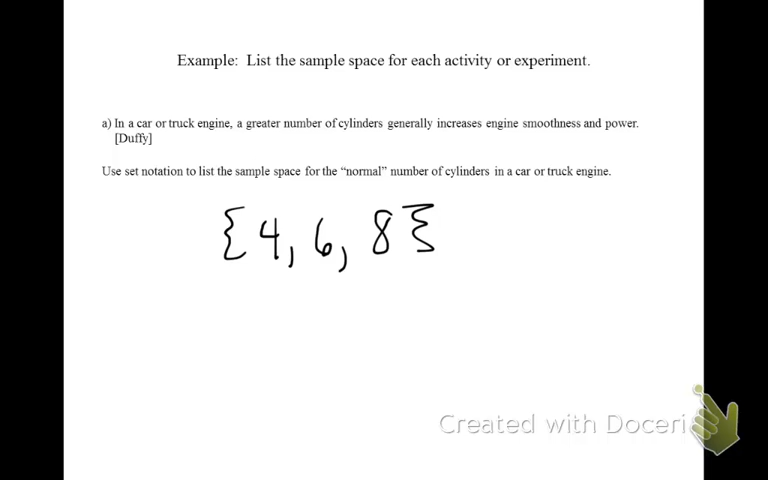 Example: List the sample space for each activity or experiment.
a) In a car or truck engine, a greater number of cylinders generally increases engine smoothness and power.
[Duffy]
Use set notation to list the sample space for the “normal” number of cylinders in a car or truck engine.
{4, 6, 8}
Created with Doceri